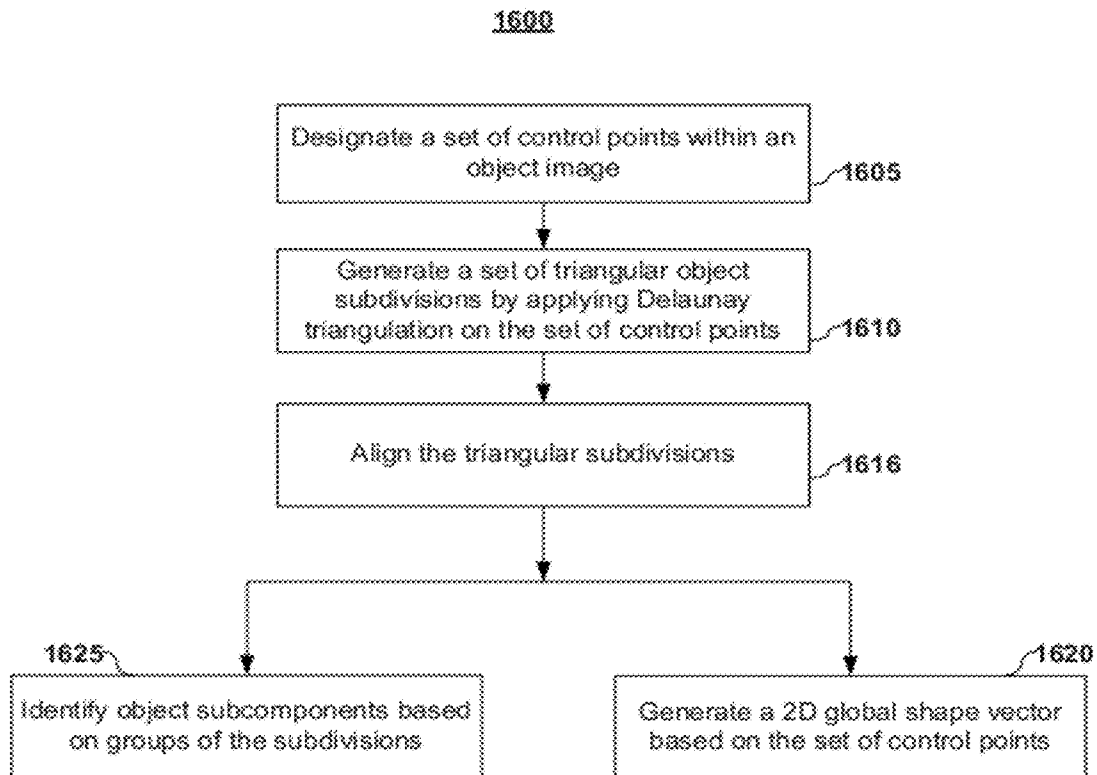 1600
Designate a set of control points within an
object image
1605
Generate a set of triangular object
subdivisions by applying Delaunay
triangulation on the set of control points
1610
Align the triangular subdivisions
1616
1625
Identify object subcomponents based
on groups of the subdivisions
1620
Generate a 2D global shape vector
based on the set of control points